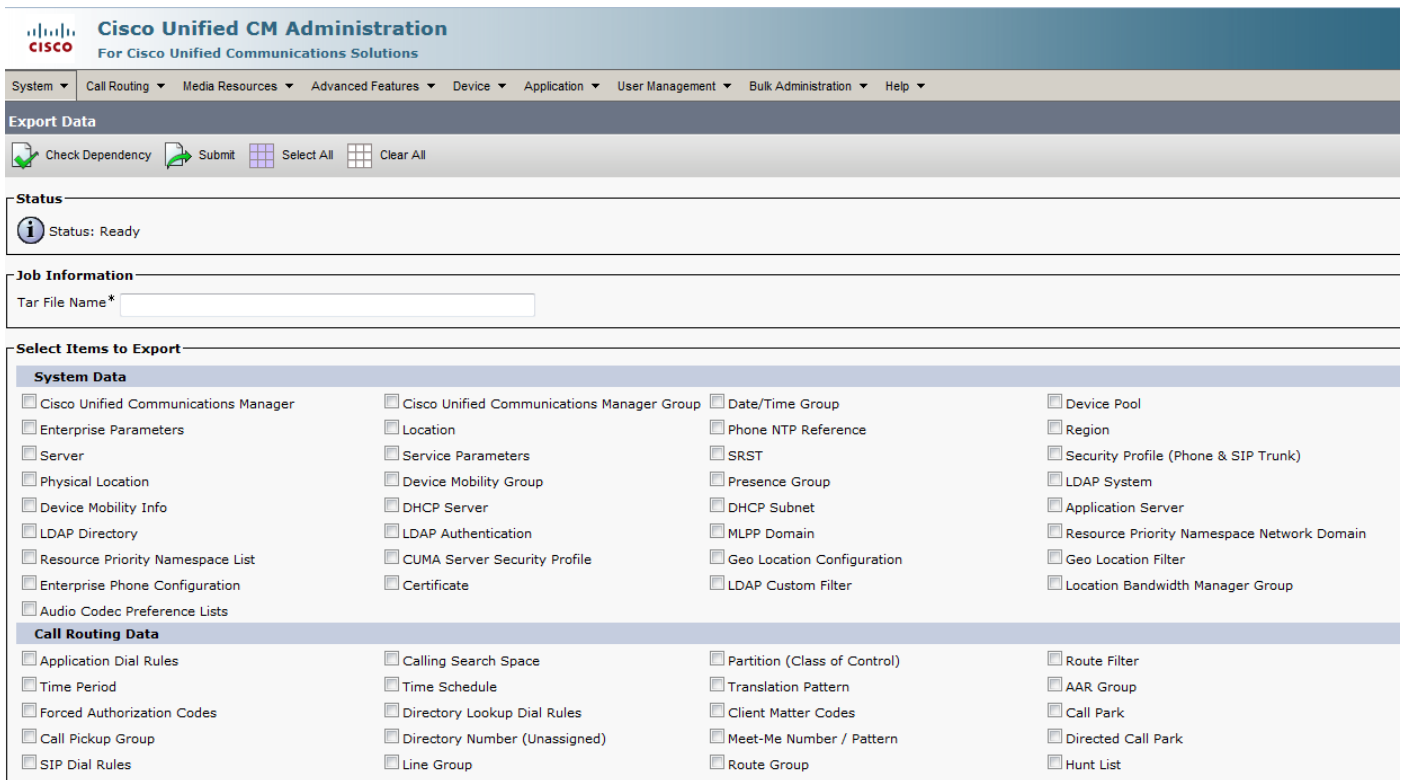 Cisco Unified CM Administration
CISCO
For Cisco Unified Communications Solutions
System Call Routing Media Resources Advanced Features Device Application User Management Bulk Administration Help
Export Data
Check Dependency Submit Select All Clear All
Status
i Status: Ready
Job Information
Tar File Name*
Select Items to Export
System Data
Cisco Unified Communications Manager Cisco Unified Communications Manager Group Date/Time Group Device Pool
Enterprise Parameters Location Phone NTP Reference Region
Server Service Parameters SRST Security Profile (Phone & SIP Trunk)
Physical Location Device Mobility Group Presence Group LDAP System
Device Mobility Info DHCP Server DHCP Subnet Application Server
LDAP Directory LDAP Authentication MLPP Domain Resource Priority Namespace Network Domain
Resource Priority Namespace List CUMA Server Security Profile Geo Location Configuration Geo Location Filter
Enterprise Phone Configuration Certificate LDAP Custom Filter Location Bandwidth Manager Group
Audio Codec Preference Lists
Call Routing Data
Application Dial Rules Calling Search Space Partition (Class of Control) Route Filter
Time Period Time Schedule Translation Pattern AAR Group
Forced Authorization Codes Directory Lookup Dial Rules Client Matter Codes Call Park
Call Pickup Group Directory Number (Unassigned) Meet-Me Number / Pattern Directed Call Park
SIP Dial Rules Line Group Route Group Hunt List